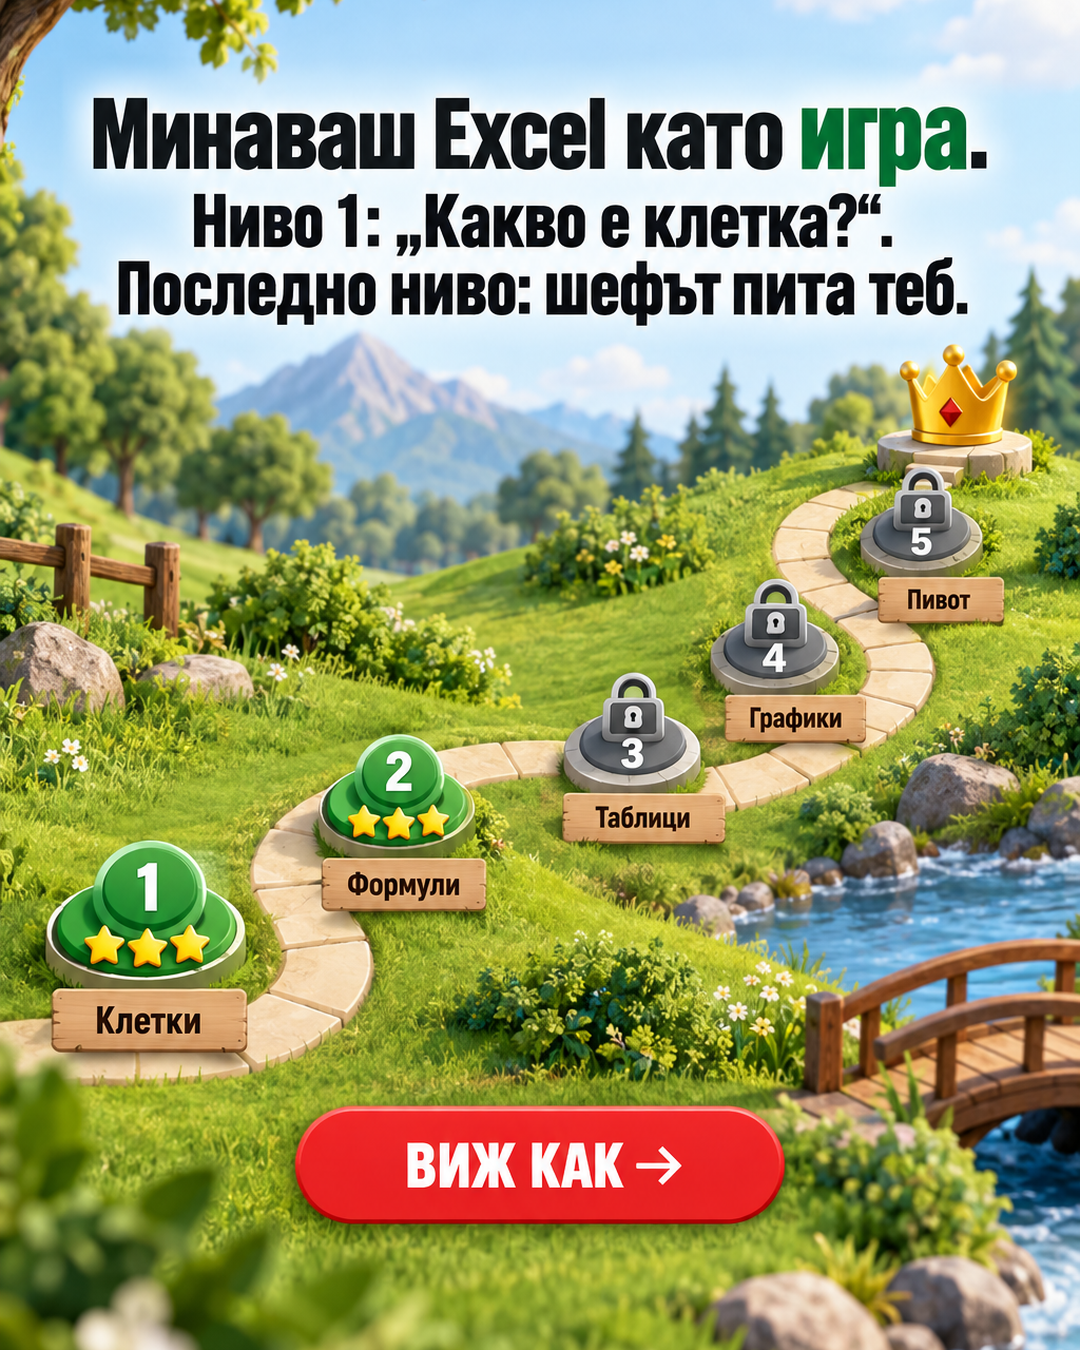 Минаваш Excel като игра.
Ниво 1: „Какво е клетка?“.
Последно ниво: шефът пита теб.
5
Пивот
4
Графики
3
Таблици
2
Формули
1
Клетки
ВИЖ КАК →